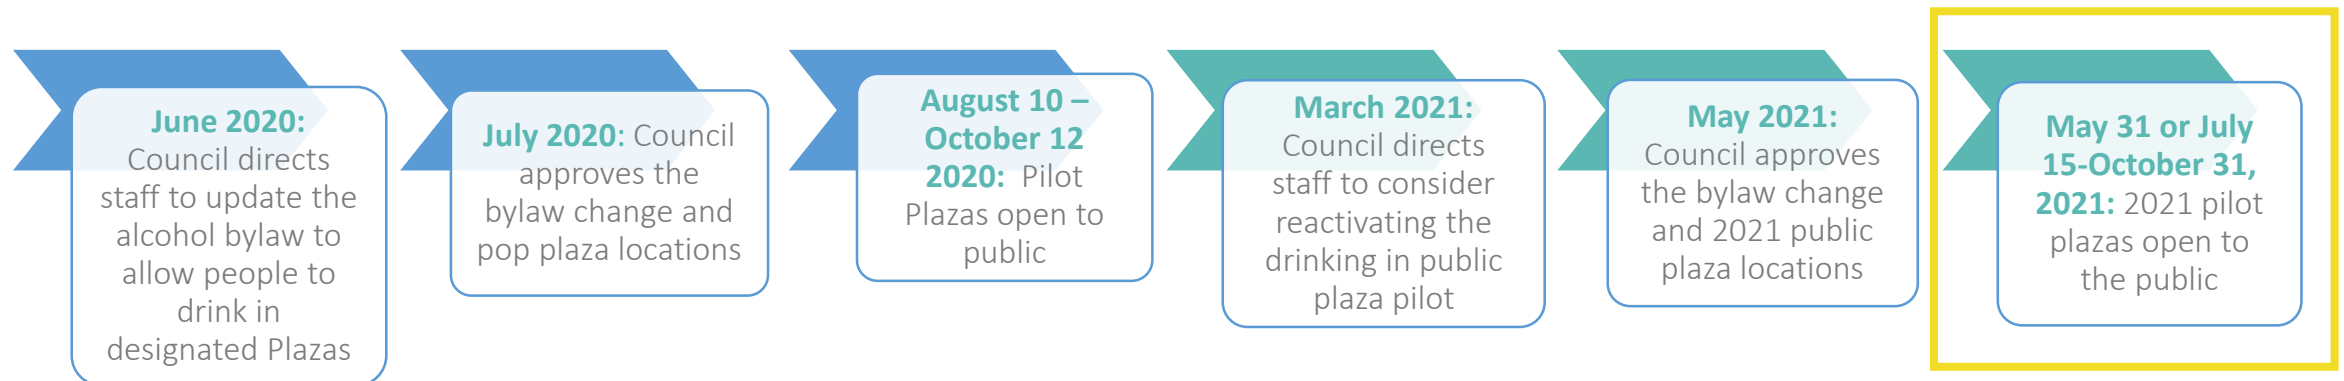 June 2020:
Council directs
staff to update the
alcohol bylaw to
allow people to
drink in
designated Plazas
July 2020: Council
approves the
bylaw change and
pop plaza locations
August 10 –
October 12
2020: Pilot
Plazas open to
public
March 2021:
Council directs
staff to consider
reactivating the
drinking in public
plaza pilot
May 2021:
Council approves
the bylaw change
and 2021 public
plaza locations
May 31 or July
15-October 31,
2021: 2021 pilot
plazas open to
the public